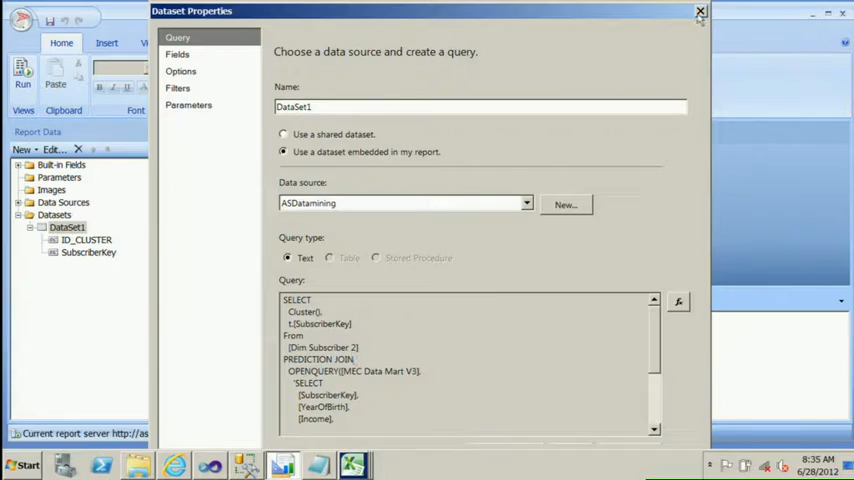 Dataset Properties
Home
Insert
Run
Paste
Views
Clipboard
Font
Report Data
New
Edit...
Built-in Fields
Parameters
Images
Data Sources
Datasets
DataSet1
ID_CLUSTER
SubscriberKey
Query
Fields
Options
Filters
Parameters
Choose a data source and create a query.
Name:
DataSet1
Use a shared dataset.
Use a dataset embedded in my report.
Data source:
ASDatamining
New...
Query type:
Text
Table
Stored Procedure
Query:
fx
SELECT
Cluster(),
t.[SubscriberKey]
From
[Dim Subscriber 2]
PREDICTION JOIN
OPENQUERY([MEC Data Mart V3],
'SELECT
[SubscriberKey],
[YearOfBirth],
[Income],
Current report server http://as
Start
8:35 AM
6/28/2012